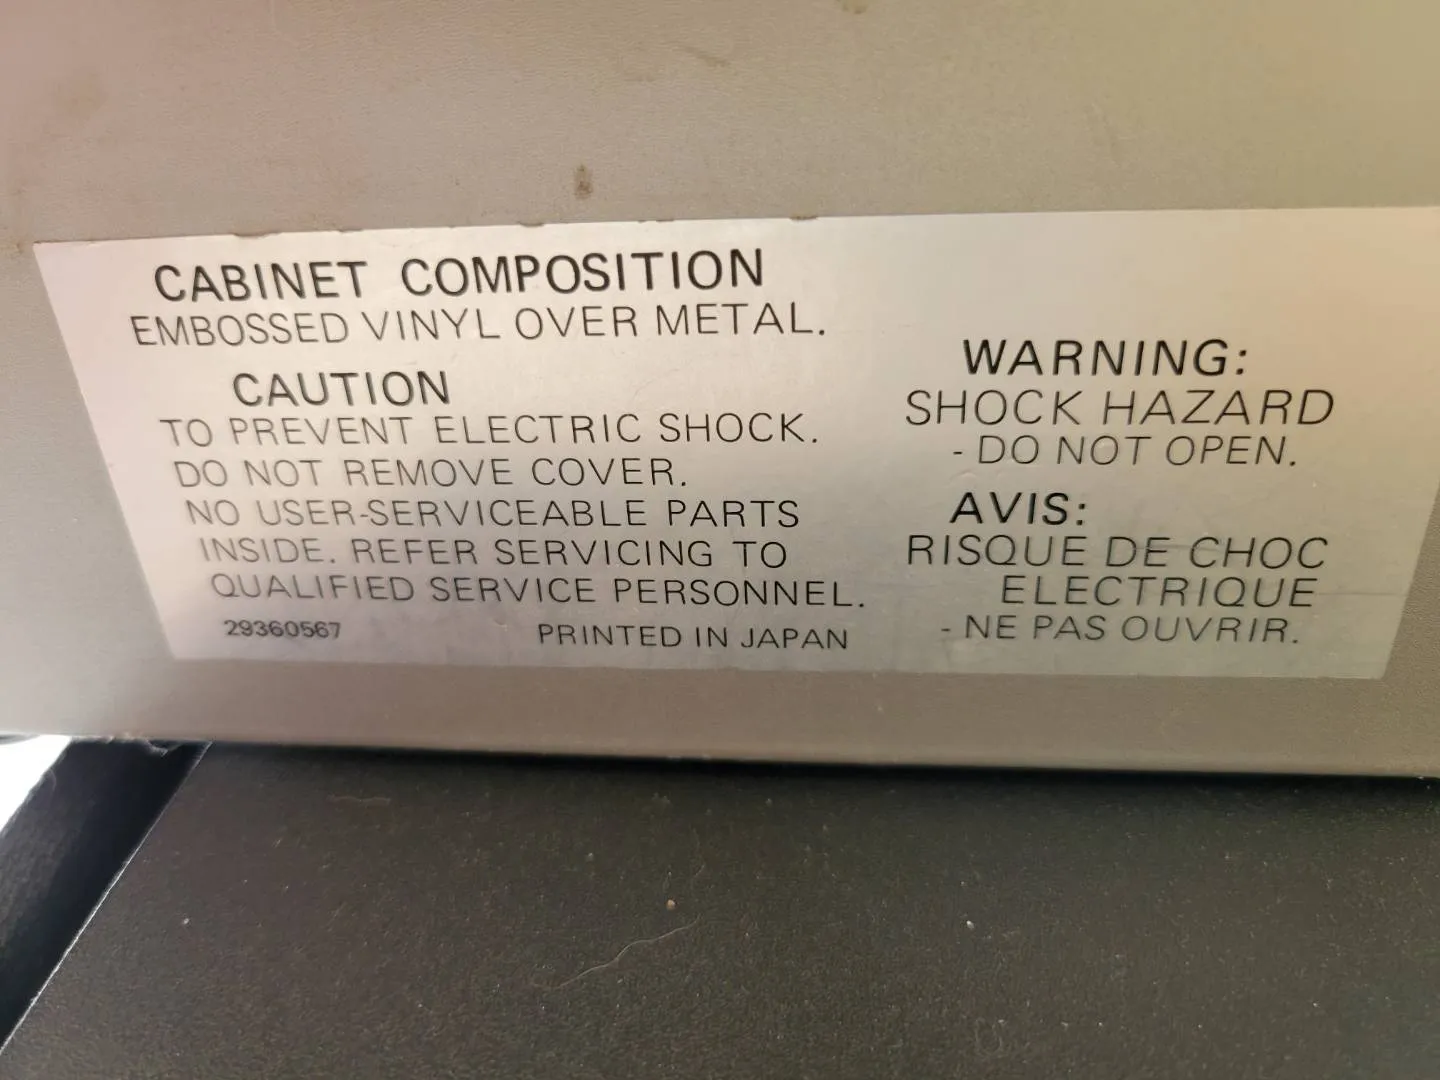 CABINET COMPOSITION
EMBOSSED VINYL OVER METAL.
CAUTION
TO PREVENT ELECTRIC SHOCK.
DO NOT REMOVE COVER.
NO USER-SERVICEABLE PARTS
INSIDE. REFER SERVICING TO
QUALIFIED SERVICE PERSONNEL.
29360567 PRINTED IN JAPAN
WARNING:
SHOCK HAZARD
- DO NOT OPEN.
AVIS:
RISQUE DE CHOC
ELECTRIQUE
- NE PAS OUVRIR.